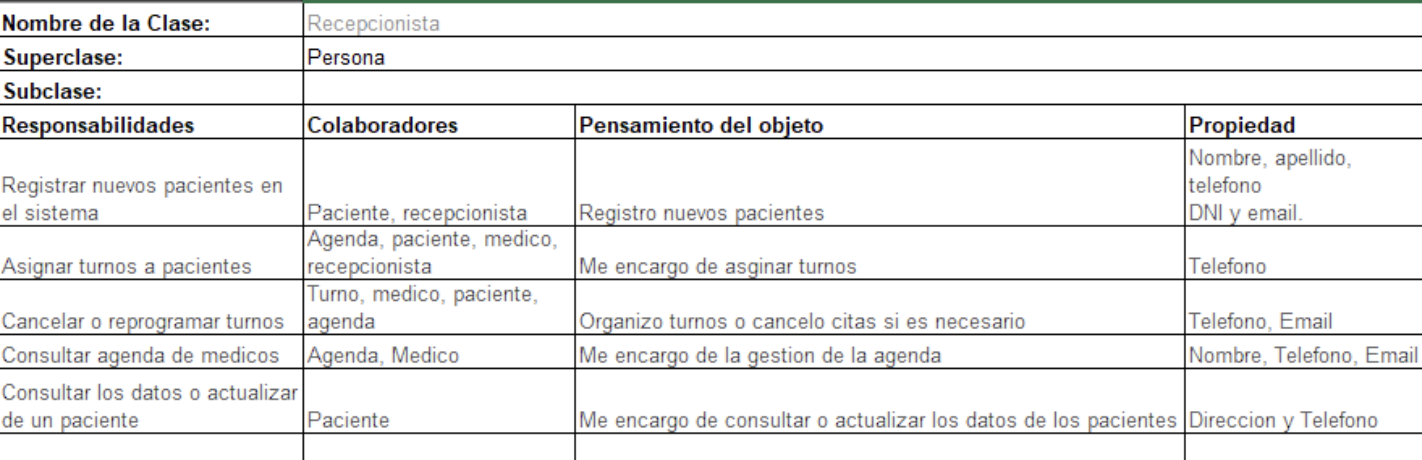 Nombre de la Clase: Recepcionista
Superclase: Persona
Subclase:
Responsabilidades Colaboradores Pensamiento del objeto Propiedad
Registrar nuevos pacientes en
el sistema
Paciente, recepcionista
Registro nuevos pacientes
Nombre, apellido,
telefono
DNI y email.
Asignar turnos a pacientes
Agenda, paciente, medico,
recepcionista
Me encargo de asginar turnos
Telefono
Cancelar o reprogramar turnos
Turno, medico, paciente,
agenda
Organizo turnos o cancelo citas si es necesario
Telefono, Email
Consultar agenda de medicos
Agenda, Medico
Me encargo de la gestion de la agenda
Nombre, Telefono, Email
Consultar los datos o actualizar
de un paciente
Paciente
Me encargo de consultar o actualizar los datos de los pacientes
Direccion y Telefono